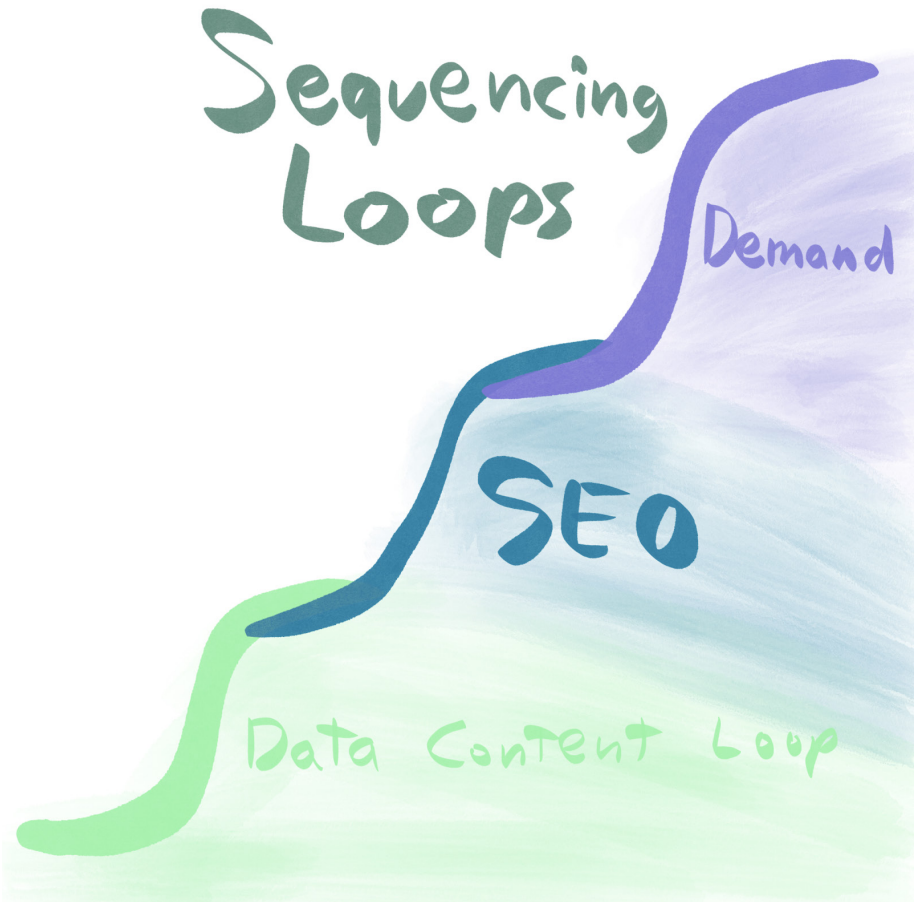 Sequencing
Loops
Demand
SEO
Data Content Loop